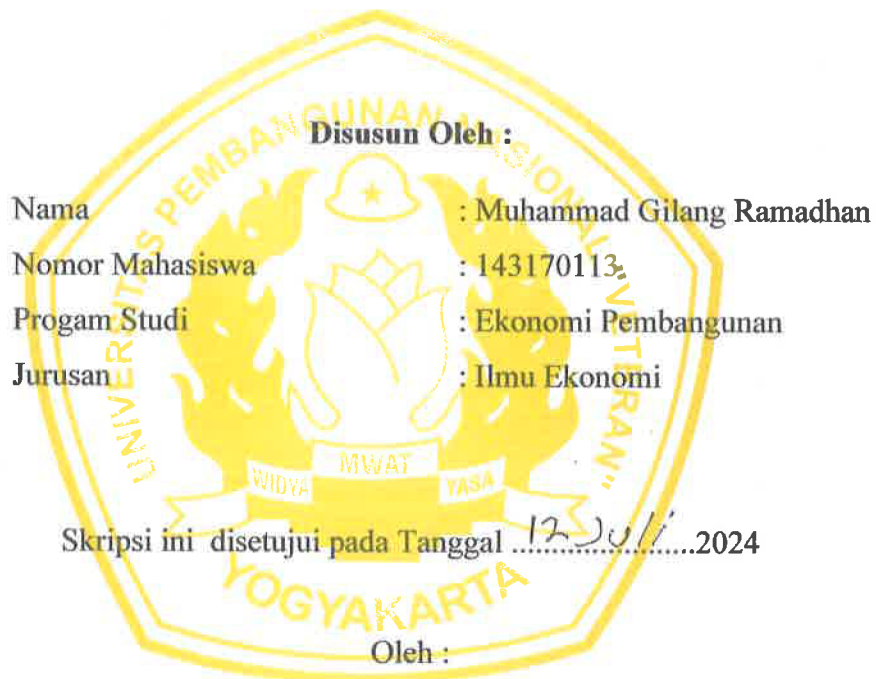 Disusun Oleh :
Nama : Muhammad Gilang Ramadhan
Nomor Mahasiswa : 143170113
Progam Studi : Ekonomi Pembangunan
Jurusan : Ilmu Ekonomi
UNIVERSITAS PEMBANGUNAN NASIONAL "VETERAN"
WIDYA MWAT YASA
YOGYAKARTA
Skripsi ini disetujui pada Tanggal 12 Juli 2024
Oleh :